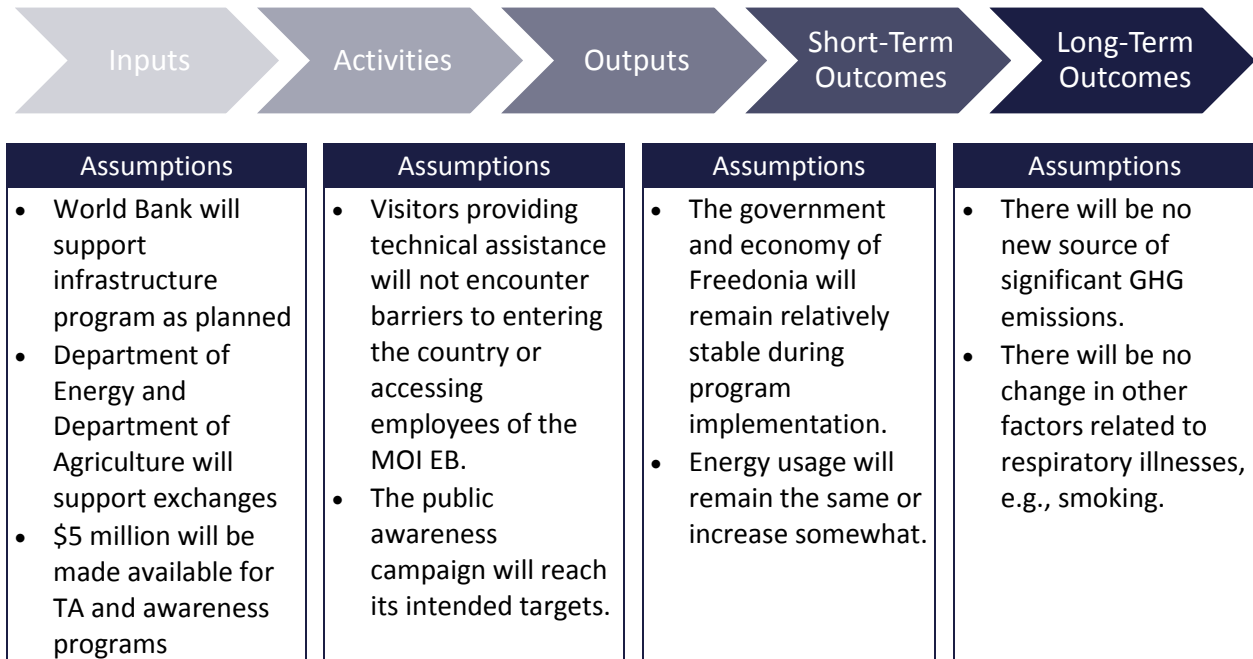 Inputs
Activities
Outputs
Short-Term
Outcomes
Long-Term
Outcomes
Assumptions
• World Bank will
support
infrastructure
program as planned
• Department of
Energy and
Department of
Agriculture will
support exchanges
• $5 million will be
made available for
TA and awareness
programs
Assumptions
• Visitors providing
technical assistance
will not encounter
barriers to entering
the country or
accessing
employees of the
MOI EB.
• The public
awareness
campaign will reach
its intended targets.
Assumptions
• The government
and economy of
Freedonia will
remain relatively
stable during
program
implementation.
• Energy usage will
remain the same or
increase somewhat.
Assumptions
• There will be no
new source of
significant GHG
emissions.
• There will be no
change in other
factors related to
respiratory illnesses,
e.g., smoking.